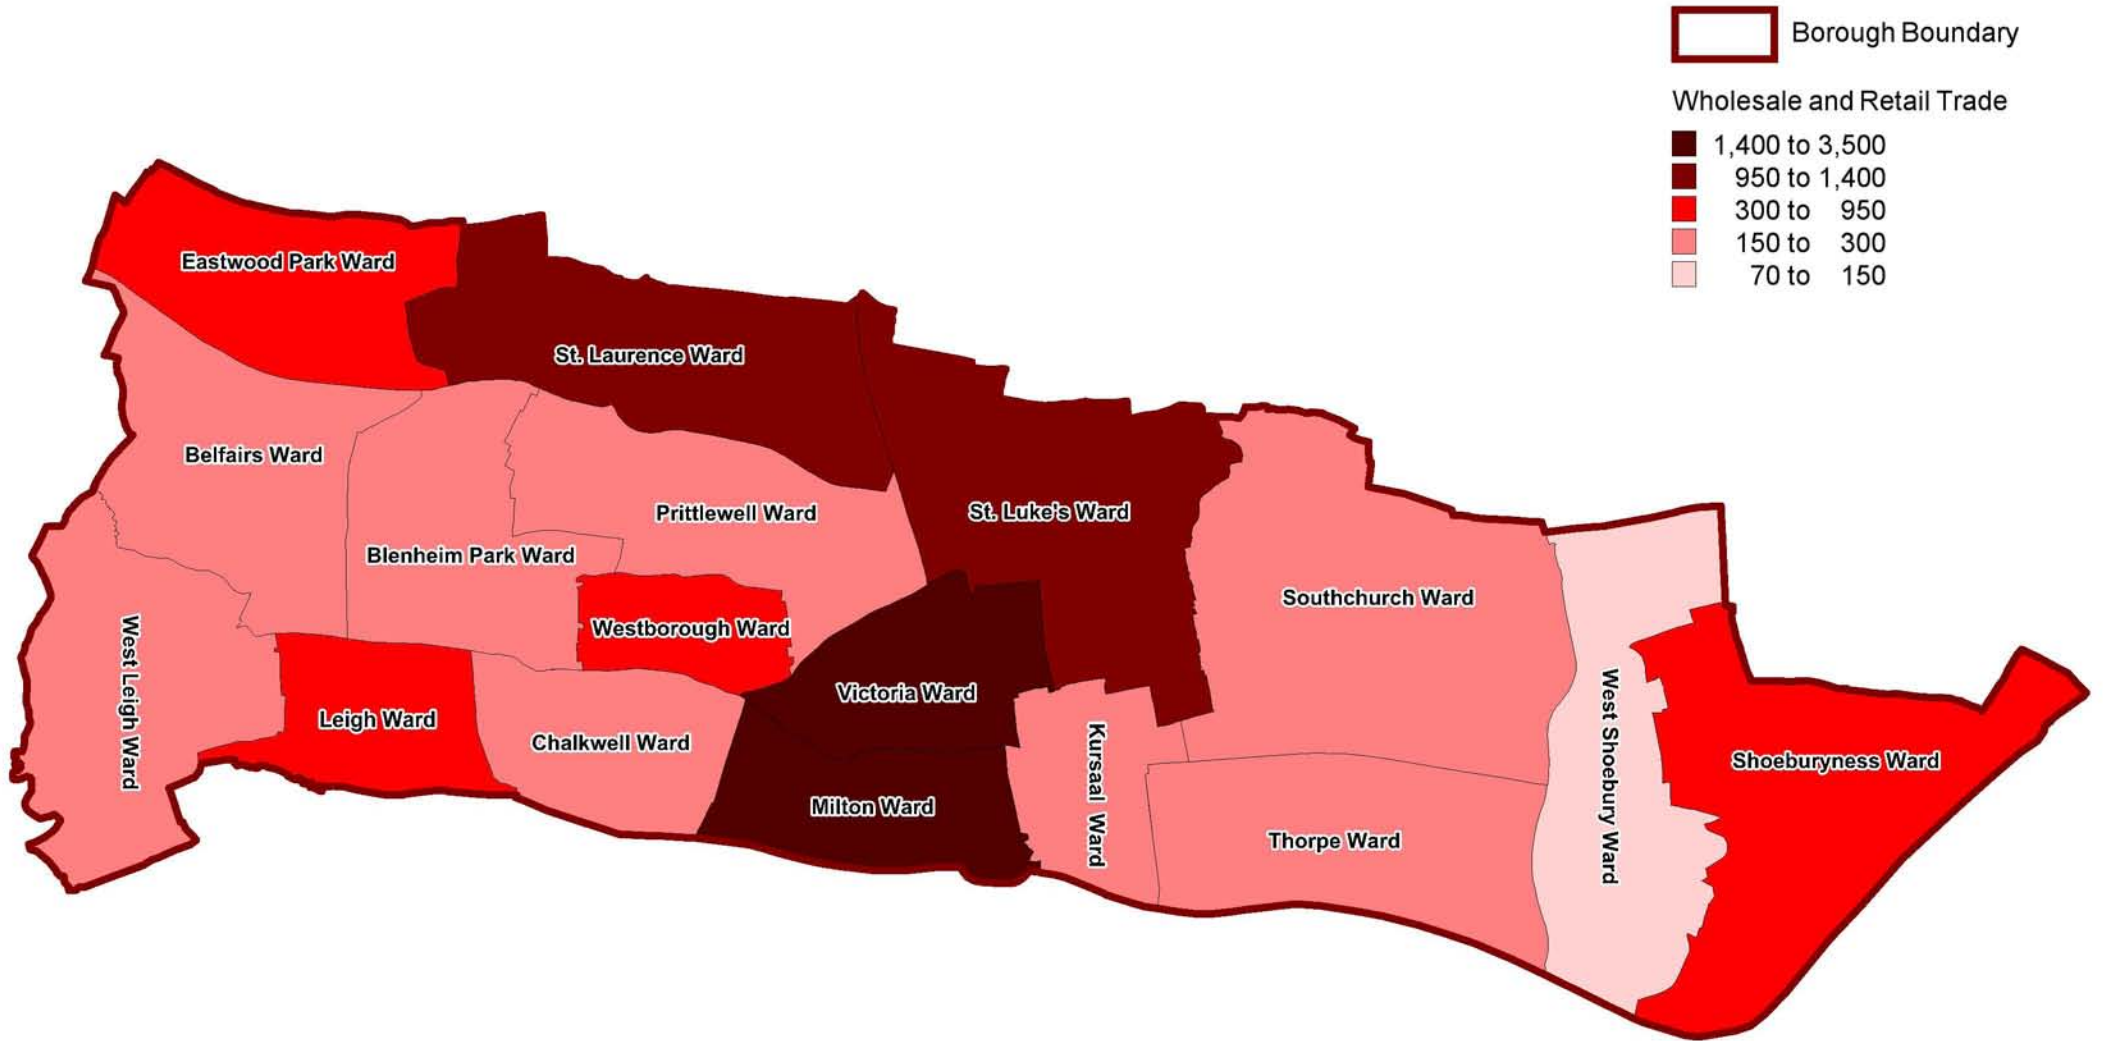 Borough Boundary
Wholesale and Retail Trade
1,400 to 3,500
950 to 1,400
300 to 950
150 to 300
70 to 150
Eastwood Park Ward
St. Laurence Ward
Belfairs Ward
Prittlewell Ward
St. Luke's Ward
Blenheim Park Ward
Southchurch Ward
Westborough Ward
West Leigh Ward
Victoria Ward
Leigh Ward
Chalkwell Ward
Kursaal Ward
West Shoebury Ward
Shoeburyness Ward
Milton Ward
Thorpe Ward